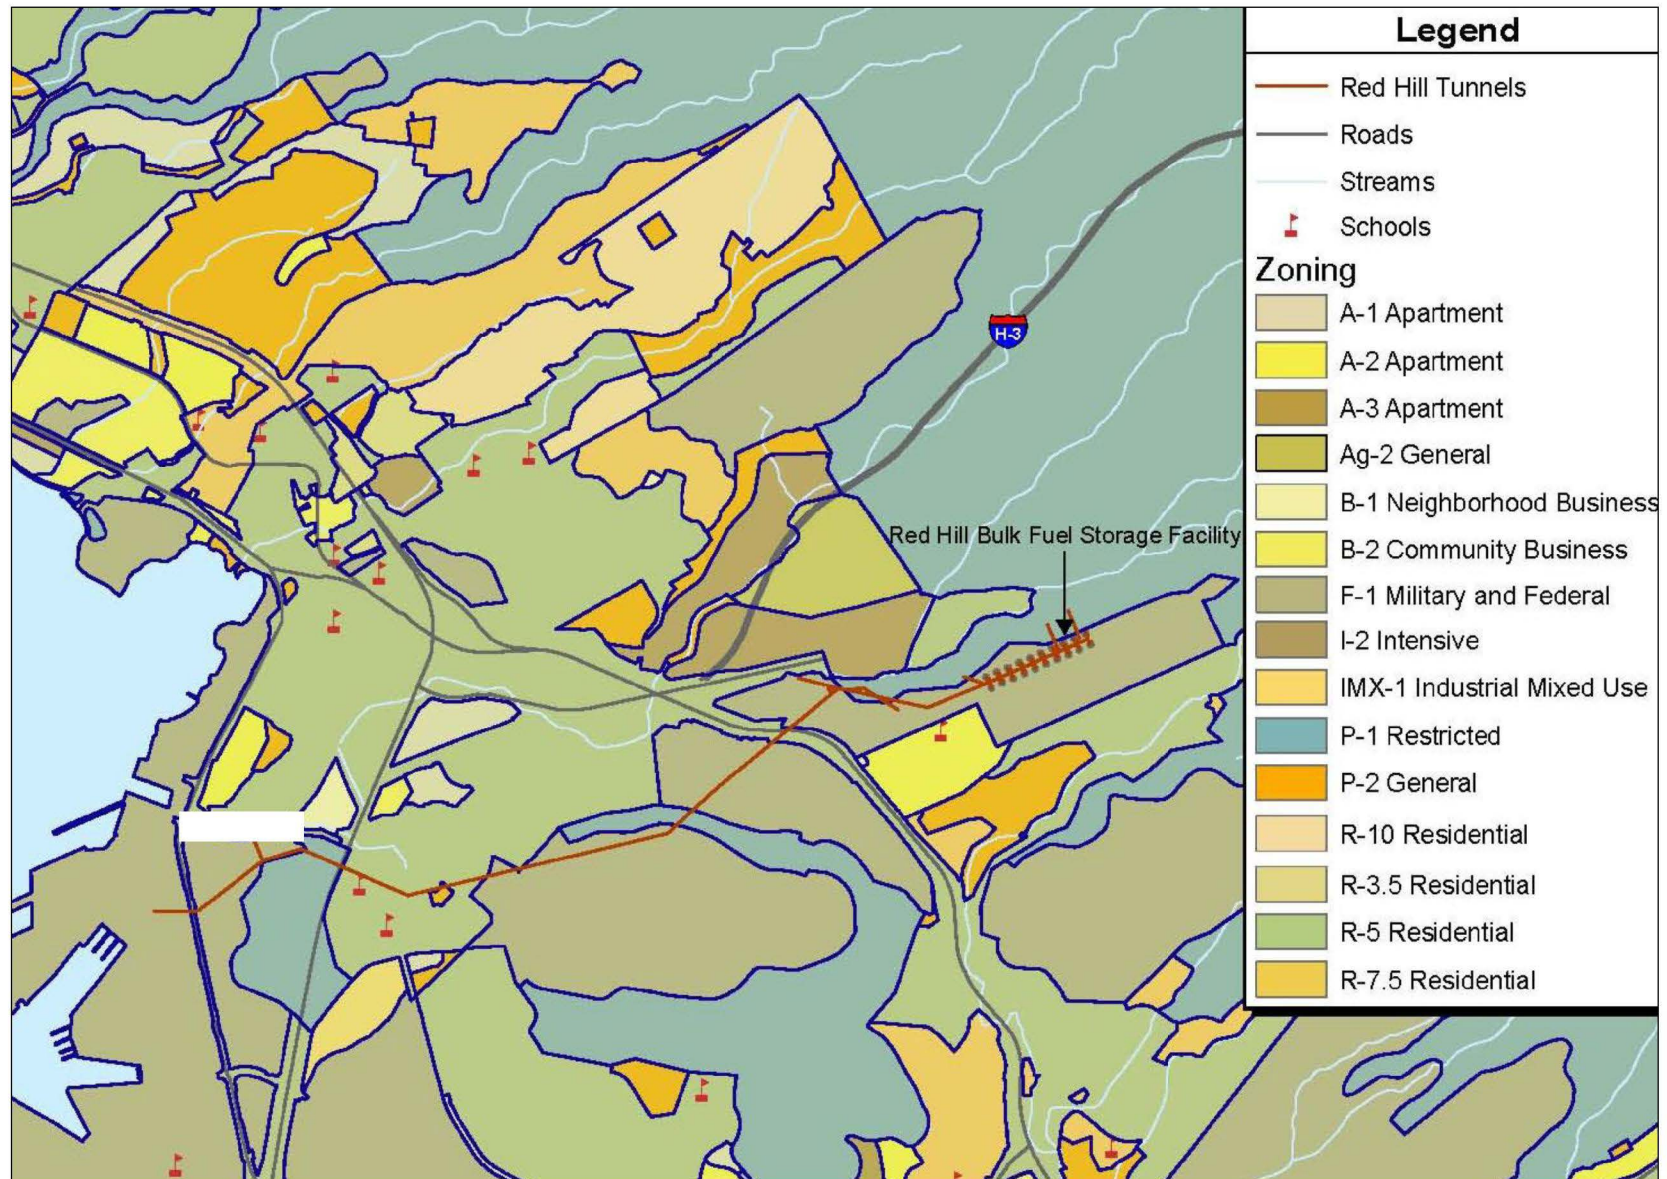 Legend
Red Hill Tunnels
Roads
Streams
Schools
Zoning
A-1 Apartment
A-2 Apartment
A-3 Apartment
Ag-2 General
B-1 Neighborhood Business
B-2 Community Business
F-1 Military and Federal
I-2 Intensive
IMX-1 Industrial Mixed Use
P-1 Restricted
P-2 General
R-10 Residential
R-3.5 Residential
R-5 Residential
R-7.5 Residential
H-3
Red Hill Bulk Fuel Storage Facility